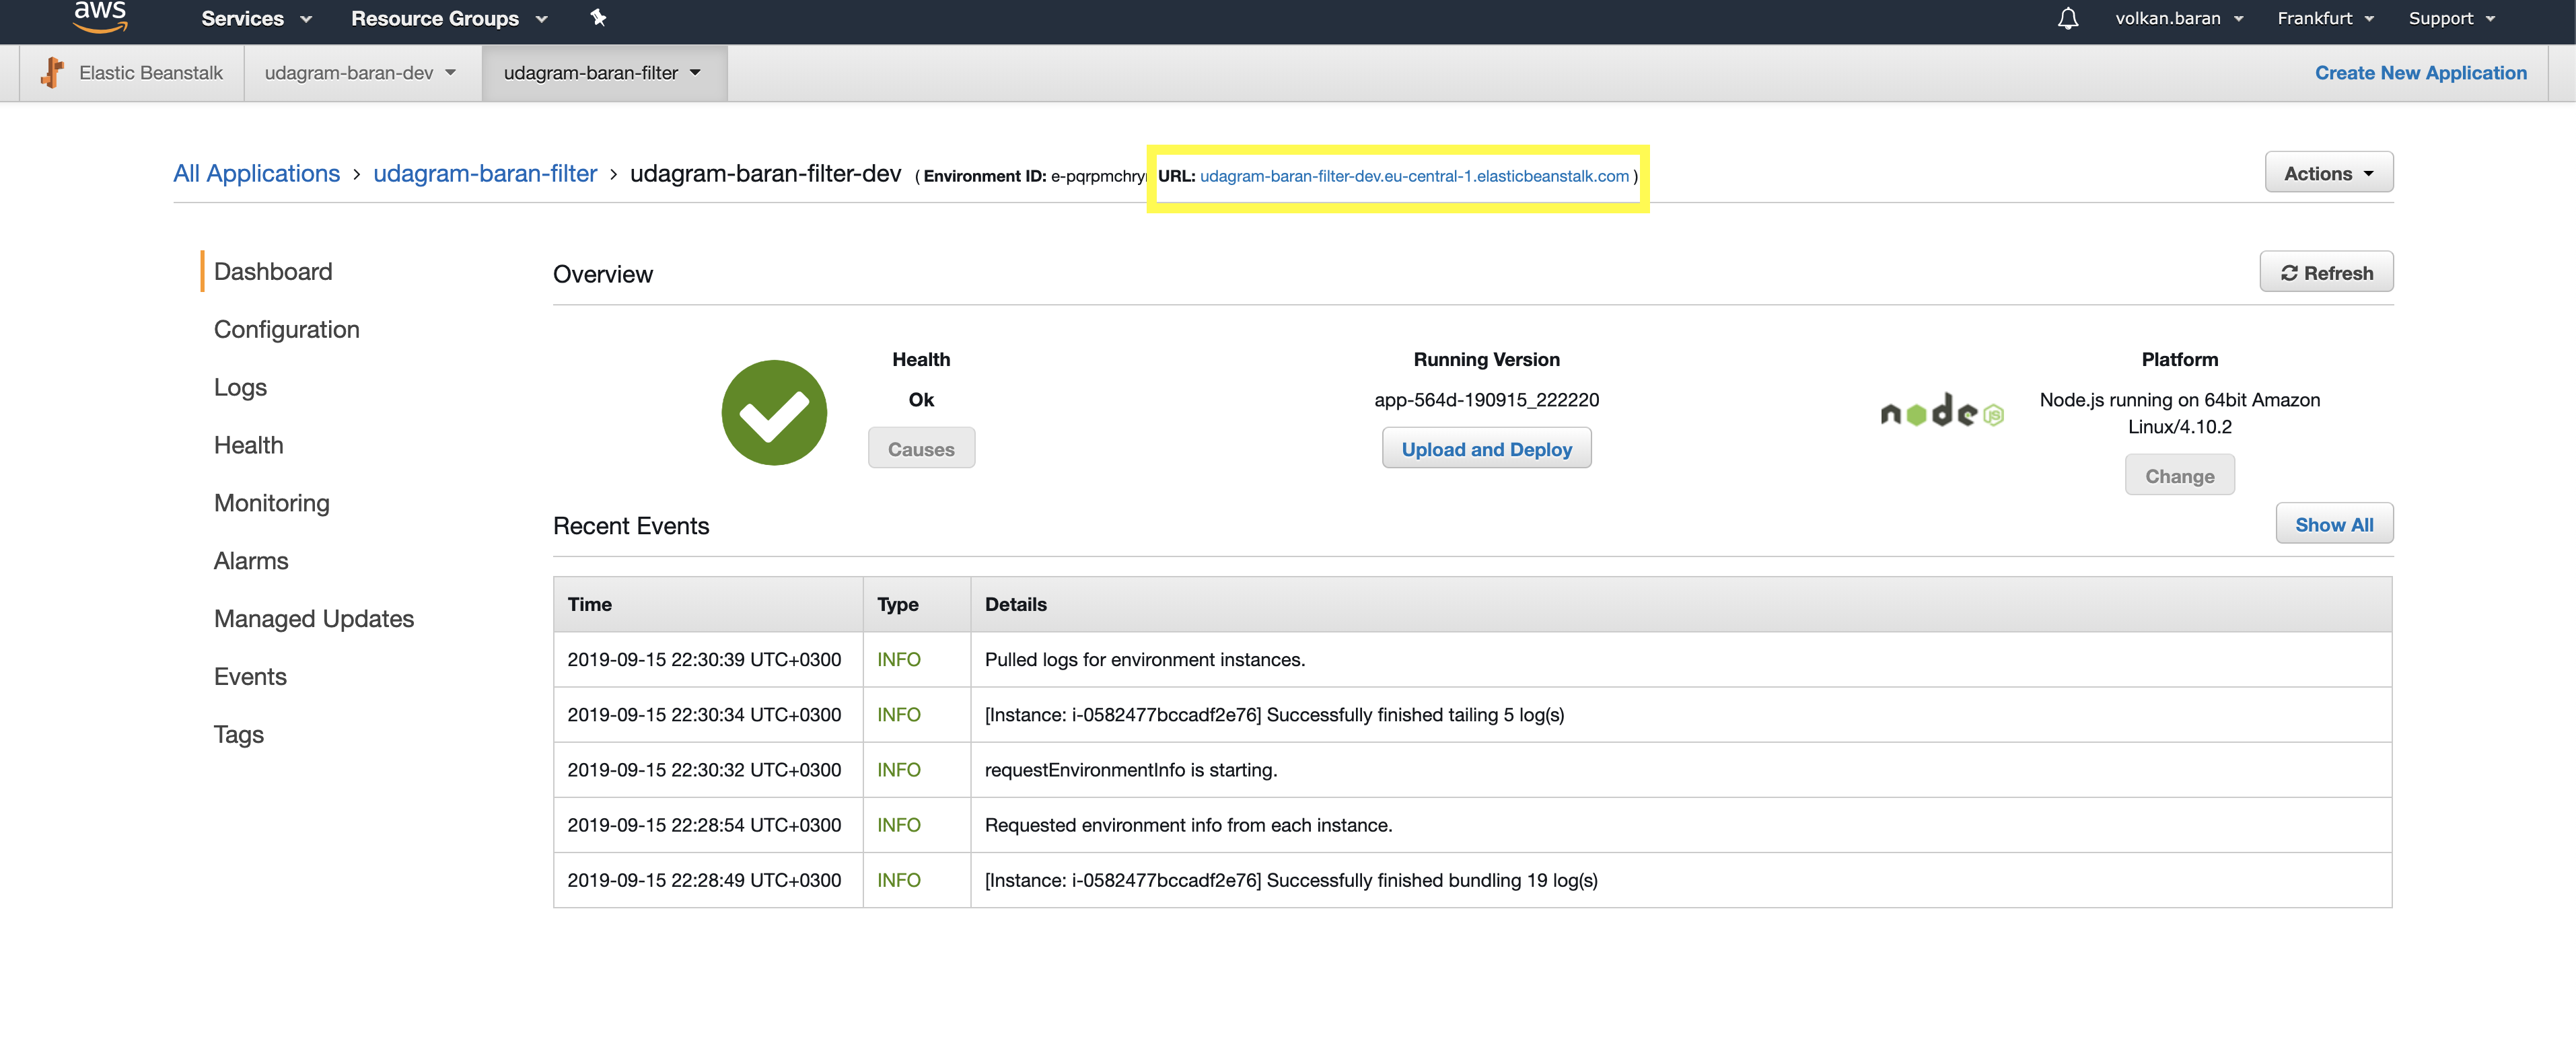 aws Services Resource Groups volkan.baran Frankfurt Support
Elastic Beanstalk udagram-baran-dev udagram-baran-filter Create New Application
All Applications > udagram-baran-filter > udagram-baran-filter-dev ( Environment ID: URL: udagram-baran-filter-dev.eu-central-1.elasticbeanstalk.com )
Actions
Dashboard
Configuration
Logs
Health
Monitoring
Alarms
Managed Updates
Events
Tags
Overview
Refresh
Health
Ok
Causes
Running Version
app-564d-190915_222220
Upload and Deploy
node JS
Platform
Node.js running on 64bit Amazon
Linux/4.10.2
Change
Recent Events
Show All
Time Type Details
2019-09-15 22:30:39 UTC+0300 INFO Pulled logs for environment instances.
2019-09-15 22:30:34 UTC+0300 INFO [Instance: i-0582477bccadf2e76] Successfully finished tailing 5 log(s)
2019-09-15 22:30:32 UTC+0300 INFO requestEnvironmentInfo is starting.
2019-09-15 22:28:54 UTC+0300 INFO Requested environment info from each instance.
2019-09-15 22:28:49 UTC+0300 INFO [Instance: i-0582477bccadf2e76] Successfully finished bundling 19 log(s)